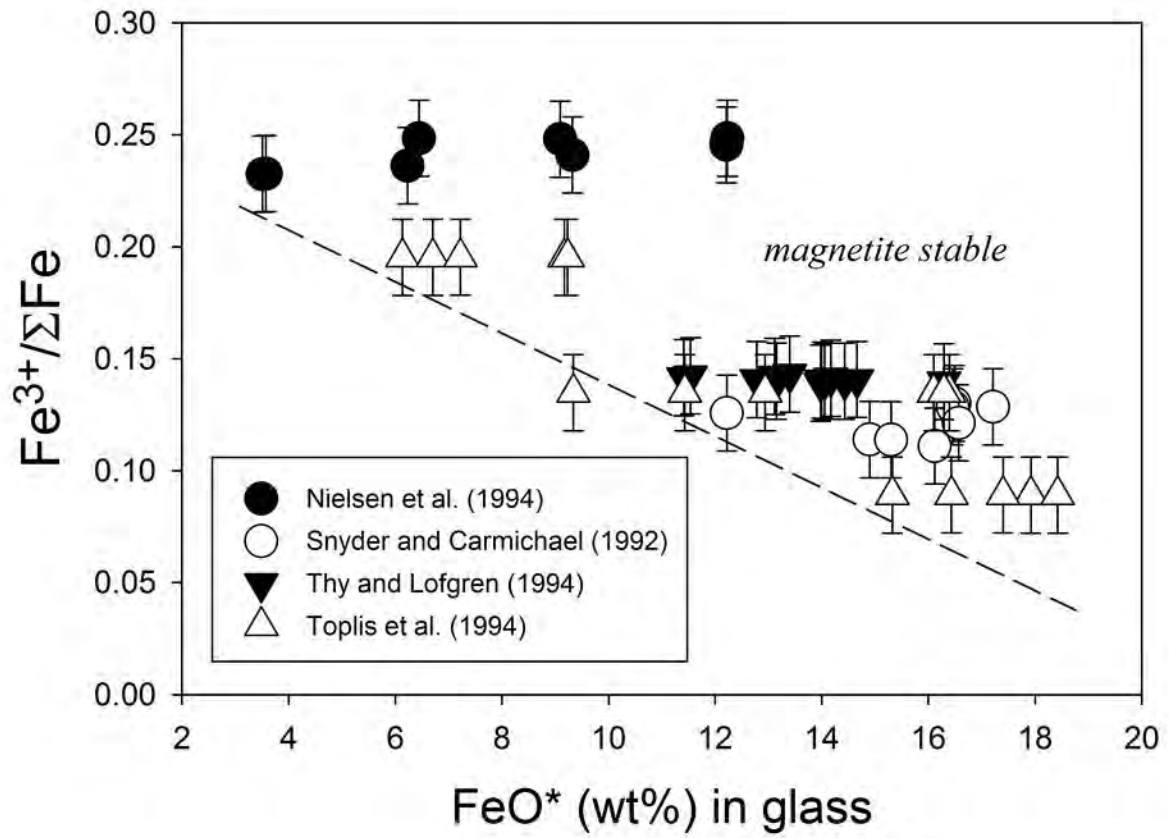 0.30
0.25
0.20
0.15
0.10
0.05
0.00
Fe3+/ΣFe
magnetite stable
Nielsen et al. (1994)
Snyder and Carmichael (1992)
Thy and Lofgren (1994)
Toplis et al. (1994)
2 4 6 8 10 12 14 16 18 20
FeO* (wt%) in glass